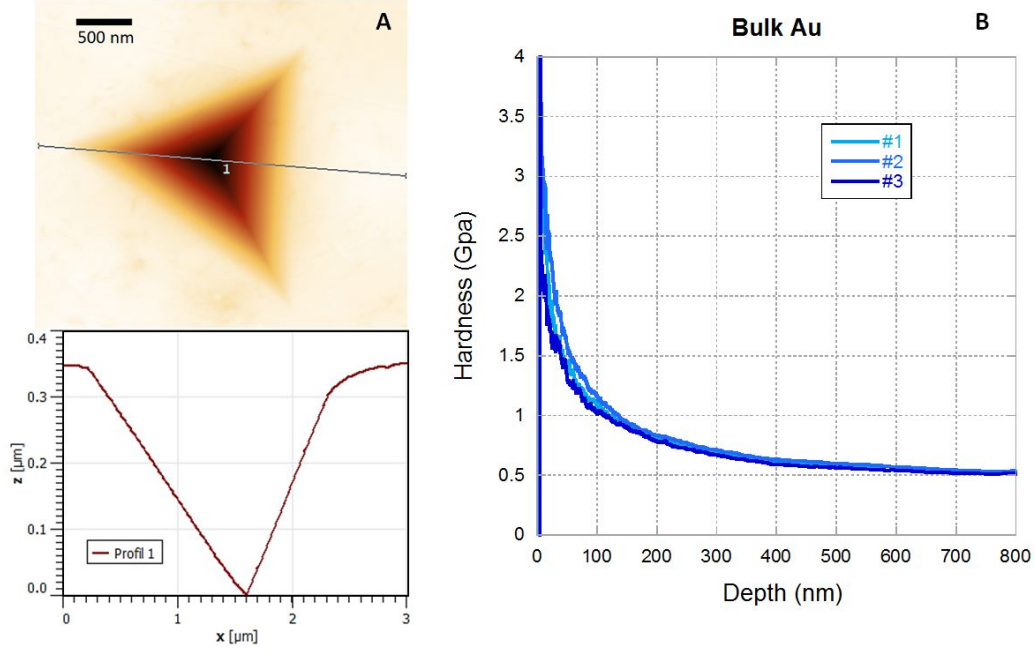 500 nm
A
1
0.4
0.3
0.2
0.1
0.0
z [µm]
Profil 1
0 1 2 3
x [µm]
Bulk Au
B
4
3.5
3
2.5
2
1.5
1
0.5
0
Hardness (Gpa)
#1
#2
#3
0 100 200 300 400 500 600 700 800
Depth (nm)